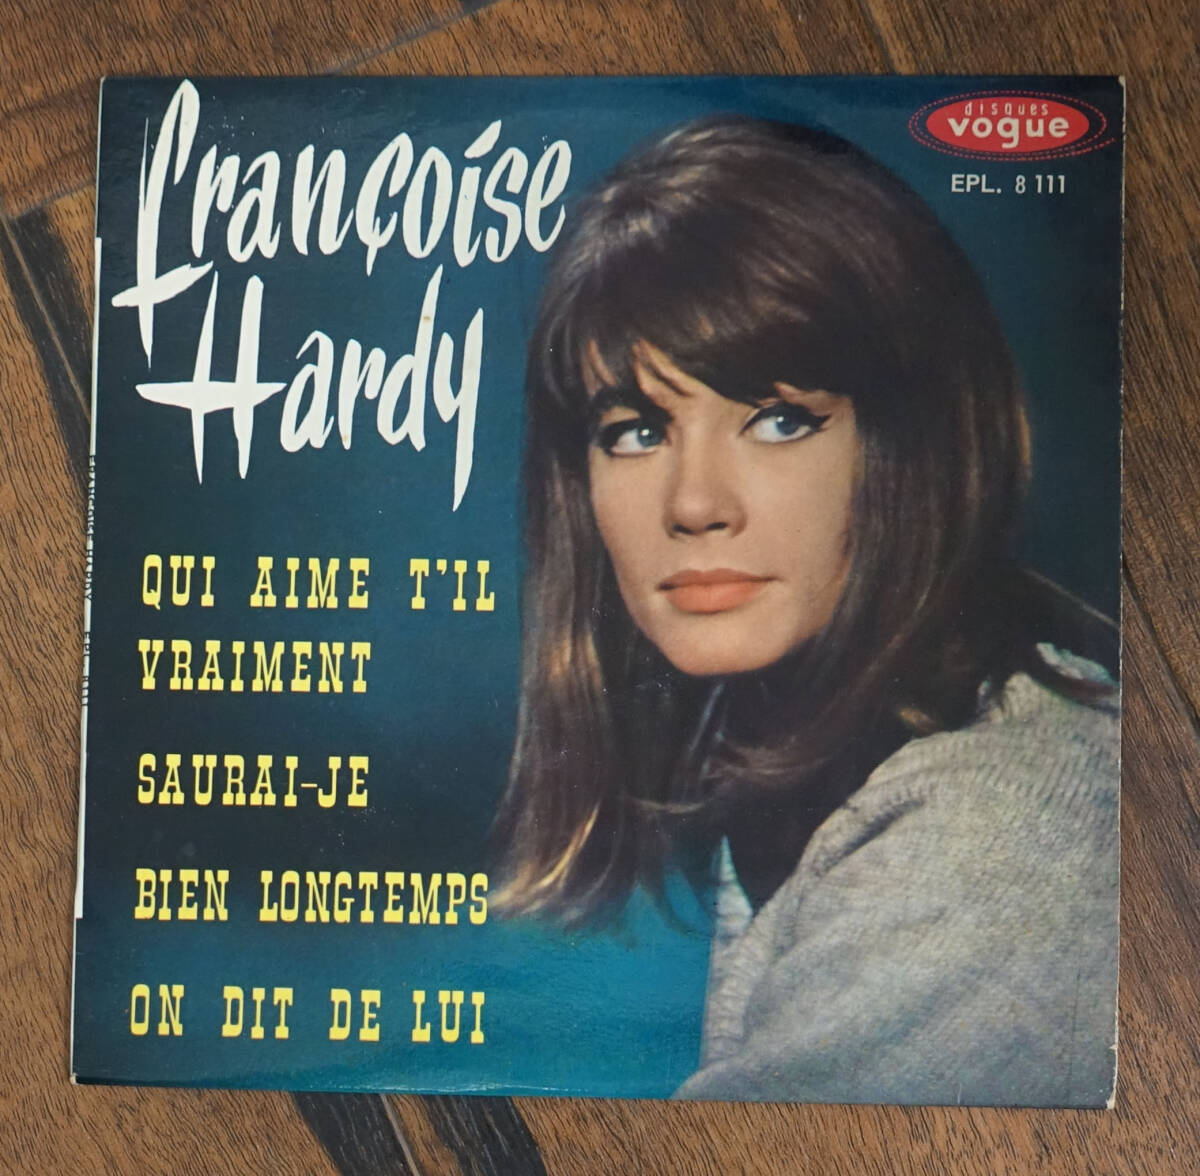 Françoise
Hardy
disques
vogue
EPL. 8 111
QUI AIME T'IL
VRAIMENT
SAURAI-JE
BIEN LONGTEMPS
ON DIT DE LUI